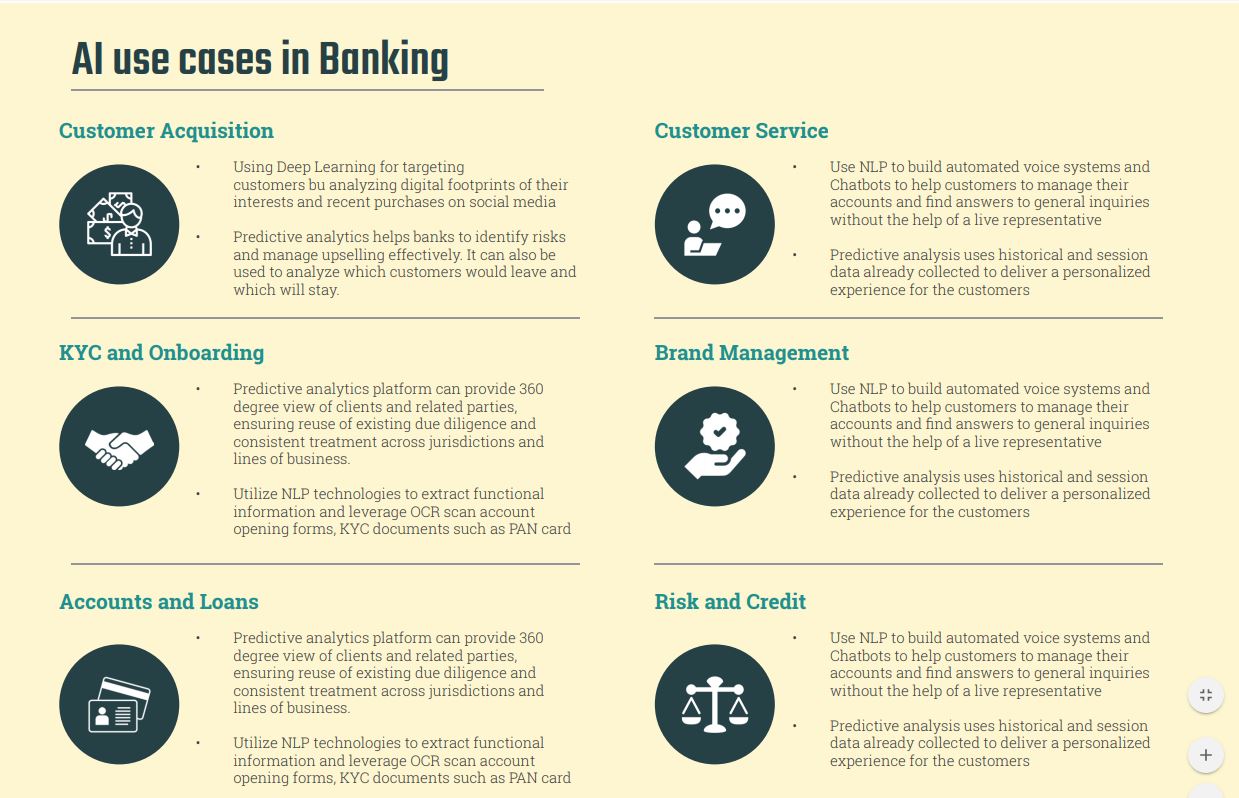 AI use cases in Banking
Customer Acquisition
• Using Deep Learning for targeting
customers bu analyzing digital footprints of their
interests and recent purchases on social media
• Predictive analytics helps banks to identify risks
and manage upselling effectively. It can also be
used to analyze which customers would leave and
which will stay.
Customer Service
• Use NLP to build automated voice systems and
Chatbots to help customers to manage their
accounts and find answers to general inquiries
without the help of a live representative
• Predictive analysis uses historical and session
data already collected to deliver a personalized
experience for the customers
KYC and Onboarding
• Predictive analytics platform can provide 360
degree view of clients and related parties,
ensuring reuse of existing due diligence and
consistent treatment across jurisdictions and
lines of business.
• Utilize NLP technologies to extract functional
information and leverage OCR scan account
opening forms, KYC documents such as PAN card
Brand Management
• Use NLP to build automated voice systems and
Chatbots to help customers to manage their
accounts and find answers to general inquiries
without the help of a live representative
• Predictive analysis uses historical and session
data already collected to deliver a personalized
experience for the customers
Accounts and Loans
• Predictive analytics platform can provide 360
degree view of clients and related parties,
ensuring reuse of existing due diligence and
consistent treatment across jurisdictions and
lines of business.
• Utilize NLP technologies to extract functional
information and leverage OCR scan account
opening forms, KYC documents such as PAN card
Risk and Credit
• Use NLP to build automated voice systems and
Chatbots to help customers to manage their
accounts and find answers to general inquiries
without the help of a live representative
• Predictive analysis uses historical and session
data already collected to deliver a personalized
experience for the customers